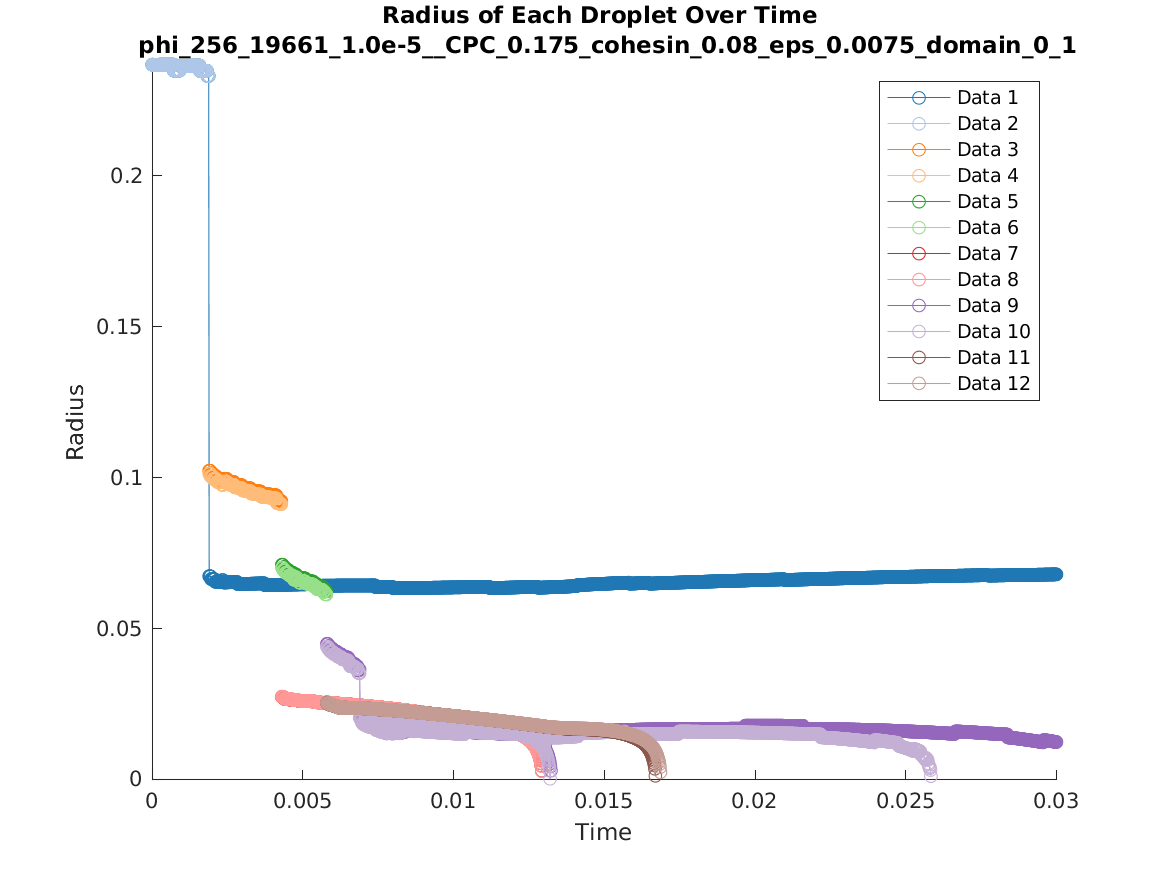 Radius of Each Droplet Over Time
phi_256_19661_1.0e-5__CPC_0.175_cohesin_0.08_eps_0.0075_domain_0_1
Data 1
Data 2
Data 3
Data 4
Data 5
Data 6
Data 7
Data 8
Data 9
Data 10
Data 11
Data 12
Radius
0.2
0.15
0.1
0.05
0
0
0.005
0.01
0.015
0.02
0.025
0.03
Time